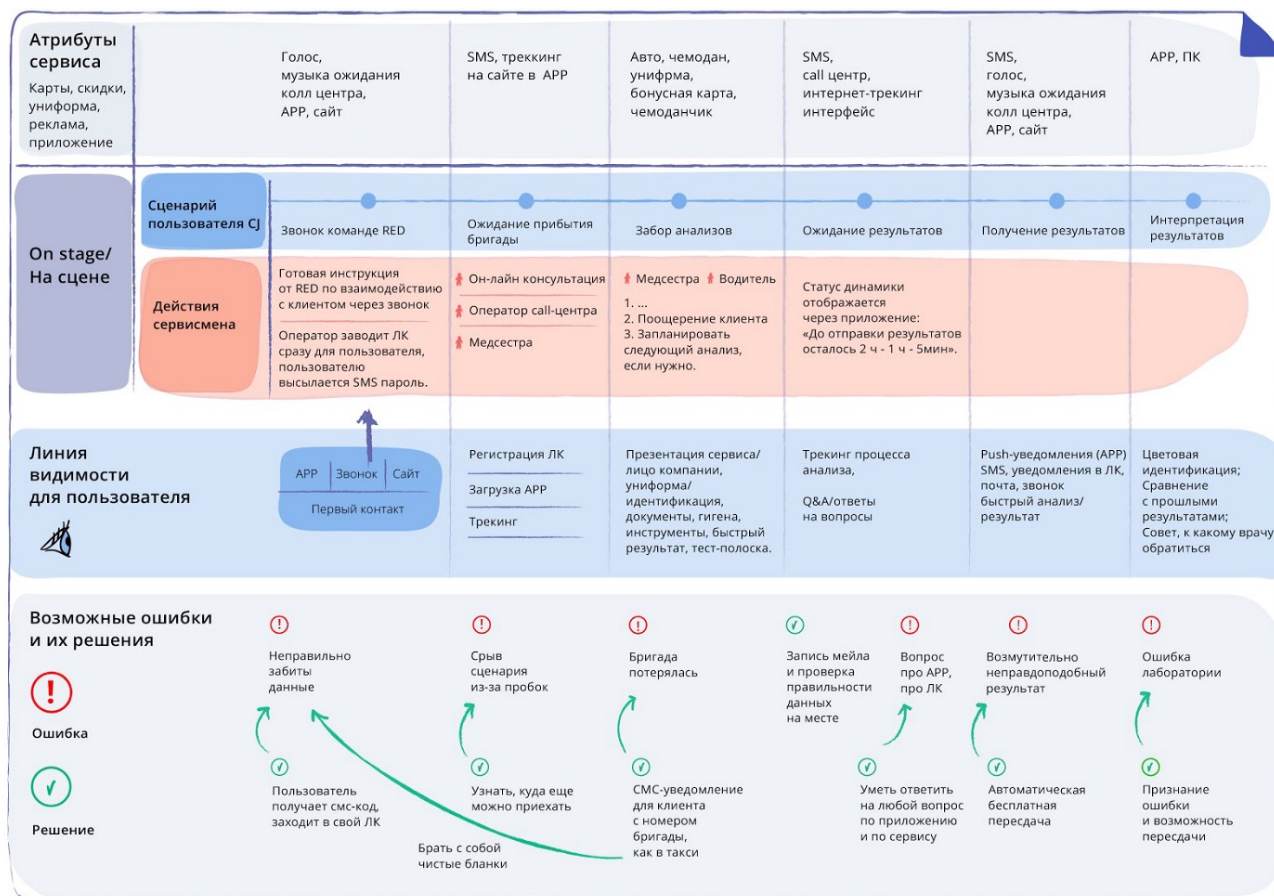 Атрибуты
сервиса
Карты, скидки,
униформа,
реклама,
приложение
Голос,
музыка ожидания
колл центра,
APP, сайт
SMS, треккинг
на сайте в APP
Авто, чемодан,
унифрма,
бонусная карта,
чемоданчик
SMS,
call центр,
интернет-трекинг
интерфейс
SMS,
голос,
музыка ожидания
колл центра,
APP, сайт
APP, ПК
On stage/
На сцене
Сценарий
пользователя CJ
Звонок команде RED
Ожидание прибытия
бригады
Забор анализов
Ожидание результатов
Получение результатов
Интерпретация
результатов
Действия
сервисмена
Готовая инструкция
от RED по взаимодействию
с клиентом через звонок
Оператор заводит ЛК
сразу для пользователя,
пользователю
высылается SMS пароль.
Он-лайн консультация
Оператор call-центра
Медсестра
Медсестра Водитель
1. ...
2. Поощерение клиента
3. Запланировать
следующий анализ,
если нужно.
Статус динамики
отображается
через приложение:
«До отправки результатов
осталось 2 ч - 1 ч - 5мин».
Линия
видимости
для пользователя
APP Звонок Сайт
Первый контакт
Регистрация ЛК
Загрузка APP
Трекинг
Презентация сервиса/
лицо компании,
униформа/
идентификация,
документы, гигена,
инструменты, быстрый
результат, тест-полоска.
Трекинг процесса
анализа,
Q&A/ответы
на вопросы
Push-уведомления (APP)
SMS, уведомления в ЛК,
почта, звонок
быстрый анализ/
результат
Цветовая
идентификация;
Сравнение
с прошлыми
результатами;
Совет, к какому врачу
обратиться
Возможные ошибки
и их решения
Ошибка
Решение
Неправильно
забиты
данные
Срыв
сценария
из-за пробок
Бригада
потерялась
Запись мейла
и проверка
правильности
данных
на месте
Вопрос
про APP,
про ЛК
Возмутительно
неправдоподобный
результат
Ошибка
лаборатории
Пользователь
получает смс-код,
заходит в свой ЛК
Узнать, куда еще
можно приехать
Брать с собой
чистые бланки
СМС-уведомление
для клиента
с номером
бригады,
как в такси
Уметь ответить
на любой вопрос
по приложению
и по сервису
Автоматическая
бесплатная
пересдача
Признание
ошибки
и возможность
пересдачи